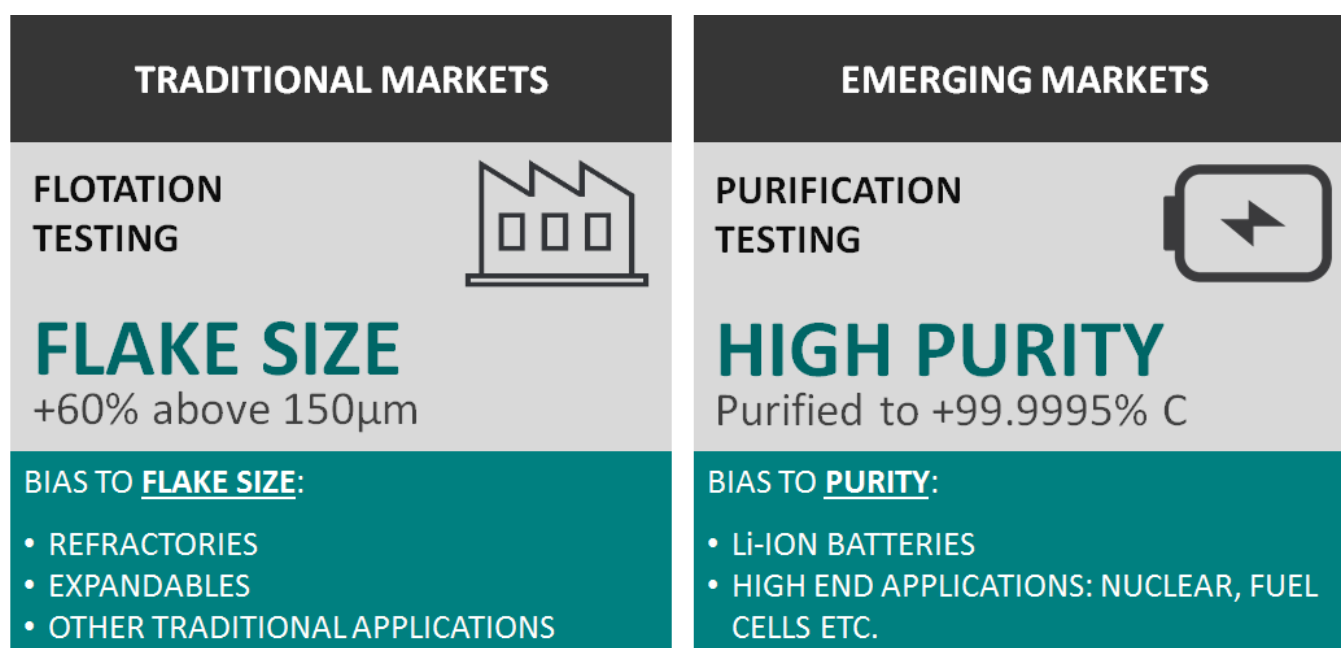 TRADITIONAL MARKETS
FLOTATION
TESTING
FLAKE SIZE
+60% above 150µm
BIAS TO FLAKE SIZE:
• REFRACTORIES
• EXPANDABLES
• OTHER TRADITIONAL APPLICATIONS
EMERGING MARKETS
PURIFICATION
TESTING
HIGH PURITY
Purified to +99.9995% C
BIAS TO PURITY:
• Li-ION BATTERIES
• HIGH END APPLICATIONS: NUCLEAR, FUEL
CELLS ETC.